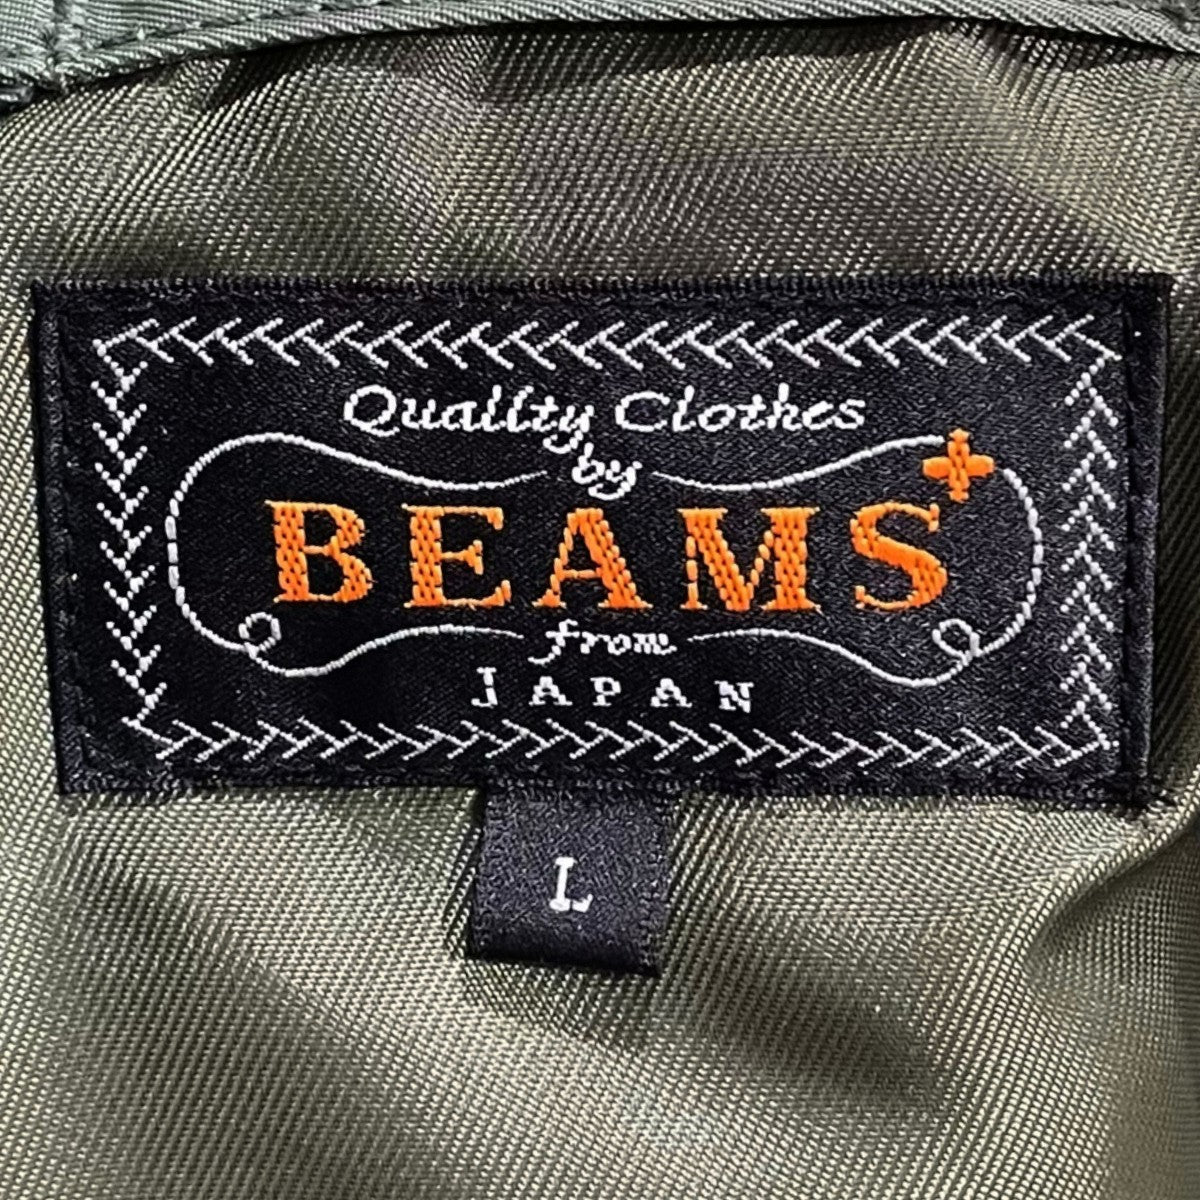 Quality Clothes
by
BEAMS+
from
JAPAN
L